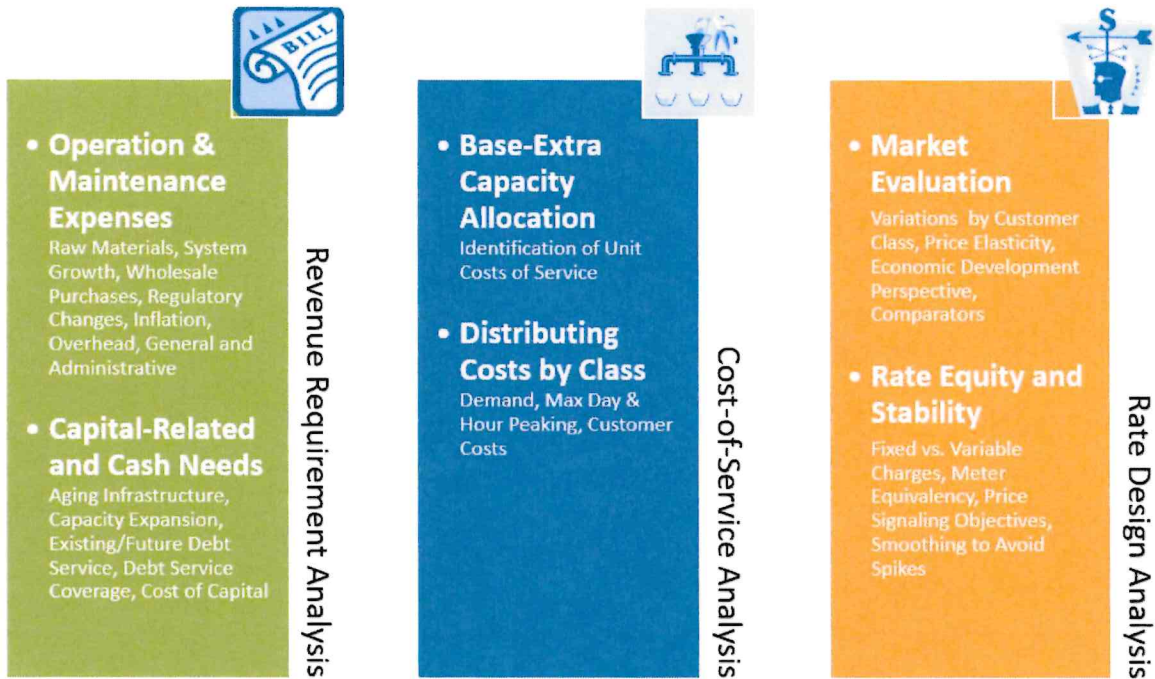 BILL
• Operation &
Maintenance
Expenses
Raw Materials, System
Growth, Wholesale
Purchases, Regulatory
Changes, Inflation,
Overhead, General and
Administrative
• Capital-Related
and Cash Needs
Aging Infrastructure,
Capacity Expansion,
Existing/Future Debt
Service, Debt Service
Coverage, Cost of Capital
Revenue Requirement Analysis
• Base-Extra
Capacity
Allocation
Identification of Unit
Costs of Service
• Distributing
Costs by Class
Demand, Max Day &
Hour Peaking, Customer
Costs
Cost-of-Service Analysis
S
• Market
Evaluation
Variations by Customer
Class, Price Elasticity,
Economic Development
Perspective,
Comparators
• Rate Equity and
Stability
Fixed vs. Variable
Charges, Meter
Equivalency, Price
Signaling Objectives,
Smoothing to Avoid
Spikes
Rate Design Analysis